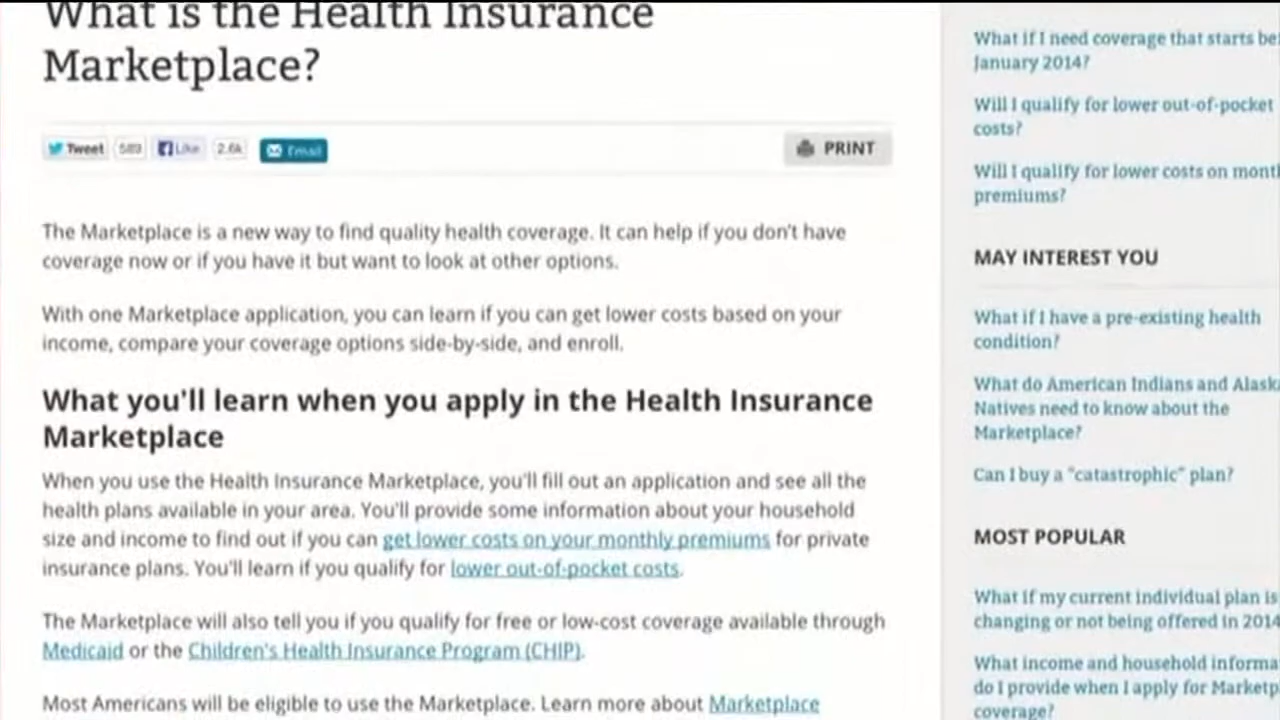 What is the Health Insurance
Marketplace?
Tweet 589 Like 2.6k Email
PRINT
The Marketplace is a new way to find quality health coverage. It can help if you don't have
coverage now or if you have it but want to look at other options.
With one Marketplace application, you can learn if you can get lower costs based on your
income, compare your coverage options side-by-side, and enroll.
What you'll learn when you apply in the Health Insurance
Marketplace
When you use the Health Insurance Marketplace, you'll fill out an application and see all the
health plans available in your area. You'll provide some information about your household
size and income to find out if you can get lower costs on your monthly premiums for private
insurance plans. You'll learn if you qualify for lower out-of-pocket costs.
The Marketplace will also tell you if you qualify for free or low-cost coverage available through
Medicaid or the Children's Health Insurance Program (CHIP).
Most Americans will be eligible to use the Marketplace. Learn more about Marketplace
What if I need coverage that starts be
January 2014?
Will I qualify for lower out-of-pocket
costs?
Will I qualify for lower costs on mont
premiums?
MAY INTEREST YOU
What if I have a pre-existing health
condition?
What do American Indians and Alask
Natives need to know about the
Marketplace?
Can I buy a "catastrophic" plan?
MOST POPULAR
What if my current individual plan is
changing or not being offered in 2014
What income and household informa
do I provide when I apply for Marketp
coverage?